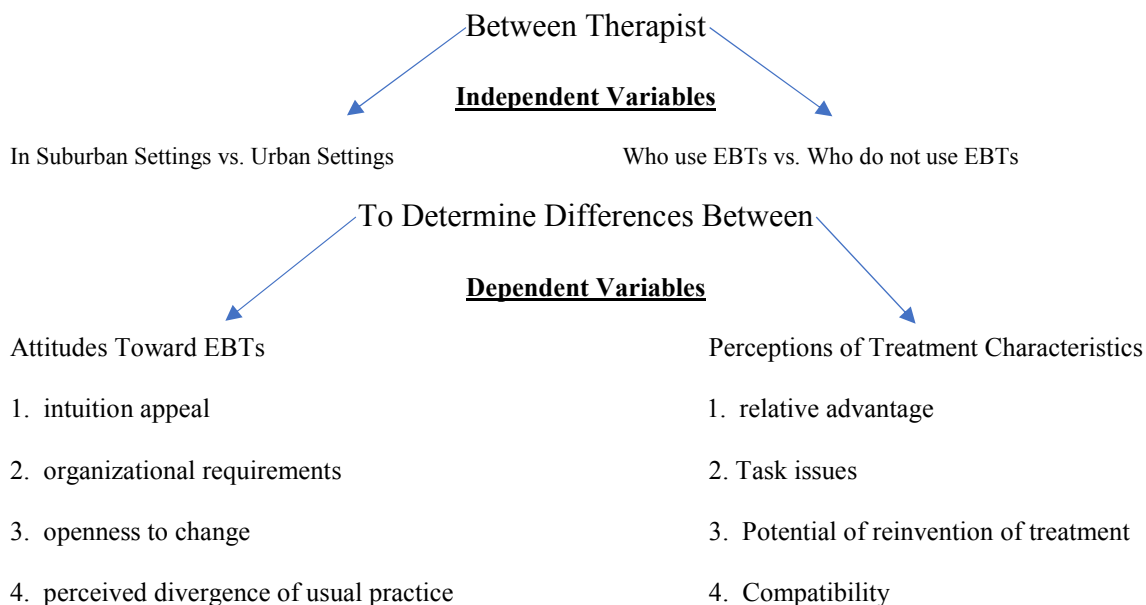 Between Therapist
Independent Variables
In Suburban Settings vs. Urban Settings
Who use EBTs vs. Who do not use EBTs
To Determine Differences Between
Dependent Variables
Attitudes Toward EBTs
Perceptions of Treatment Characteristics
1. intuition appeal
1. relative advantage
2. organizational requirements
2. Task issues
3. openness to change
3. Potential of reinvention of treatment
4. perceived divergence of usual practice
4. Compatibility